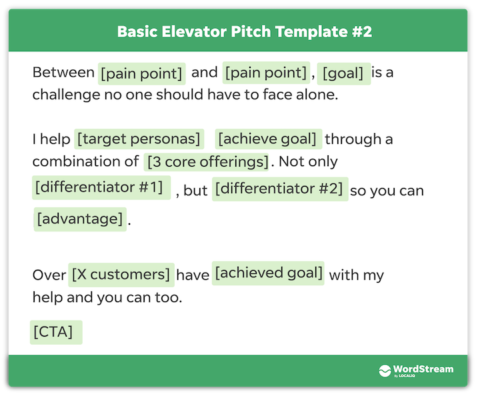 Basic Elevator Pitch Template #2
Between [pain point] and [pain point], [goal] is a
challenge no one should have to face alone.
I help [target personas] [achieve goal] through a
combination of [3 core offerings]. Not only
[differentiator #1] , but [differentiator #2] so you can
[advantage] .
Over [X customers] have [achieved goal] with my
help and you can too.
[CTA]
WordStream
by LOCALiQ